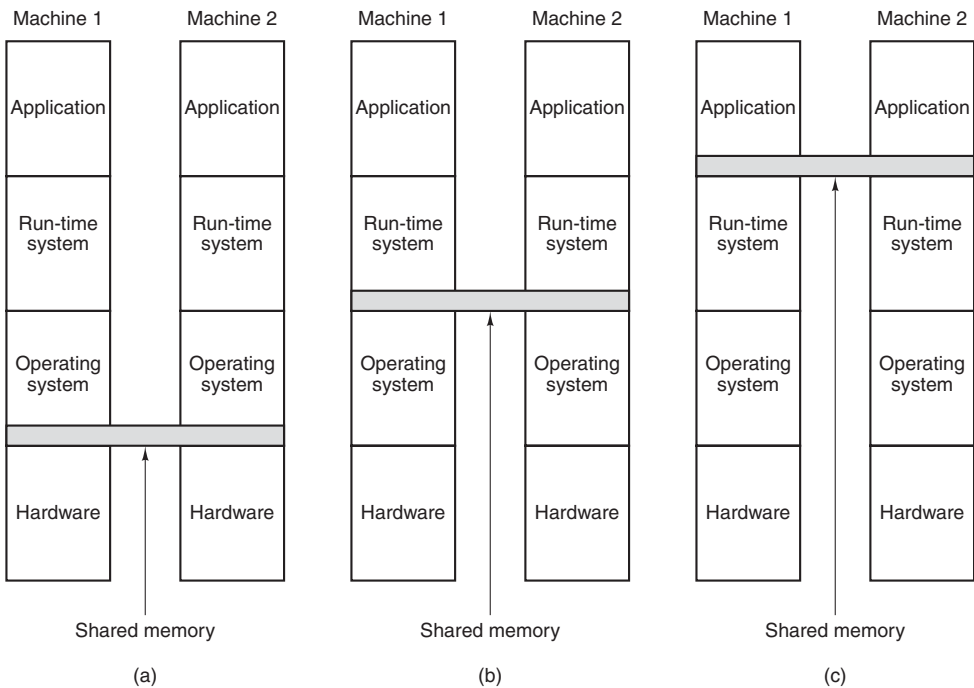 Machine 1
Machine 2
Application
Application
Run-time
system
Run-time
system
Operating
system
Operating
system
Hardware
Hardware
Shared memory
(a)
Machine 1
Machine 2
Application
Application
Run-time
system
Run-time
system
Operating
system
Operating
system
Hardware
Hardware
Shared memory
(b)
Machine 1
Machine 2
Application
Application
Run-time
system
Run-time
system
Operating
system
Operating
system
Hardware
Hardware
Shared memory
(c)